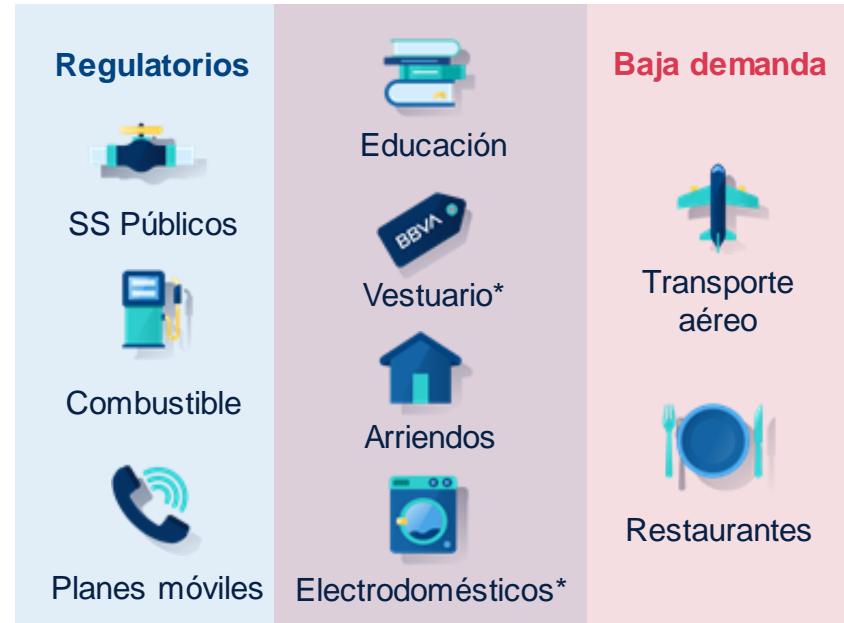 Regulatorios
SS Públicos
Combustible
Planes móviles
Educación
BBVA
Vestuario*
Arriendos
Electrodomésticos*
Baja demanda
Transporte
aéreo
Restaurantes